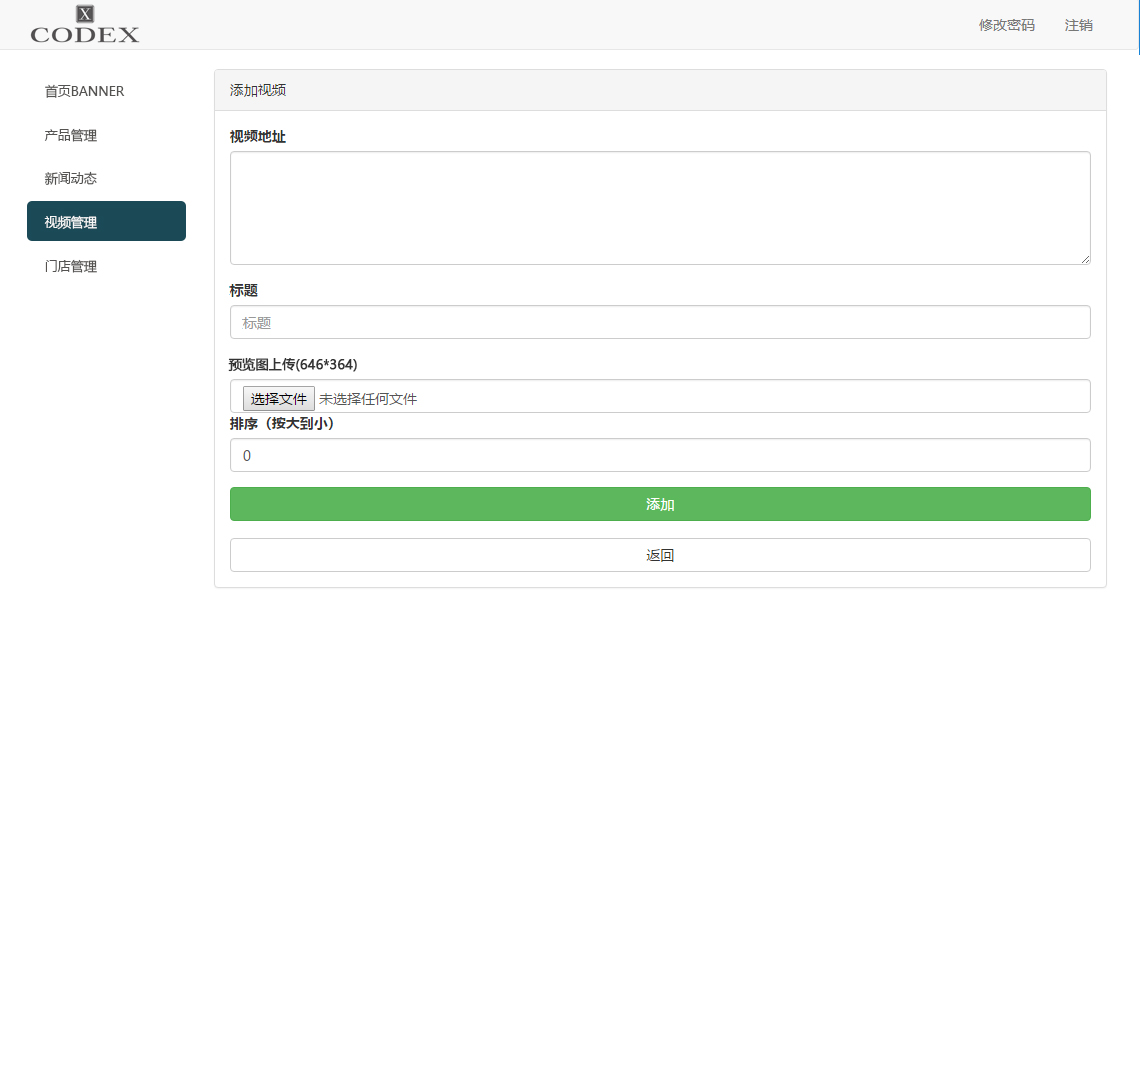 X
CODEX
修改密码 注销
首页BANNER
产品管理
新闻动态
视频管理
门店管理
添加视频
视频地址
标题
标题
预览图上传(646*364)
选择文件 未选择任何文件
排序（按大到小）
0
添加
返回